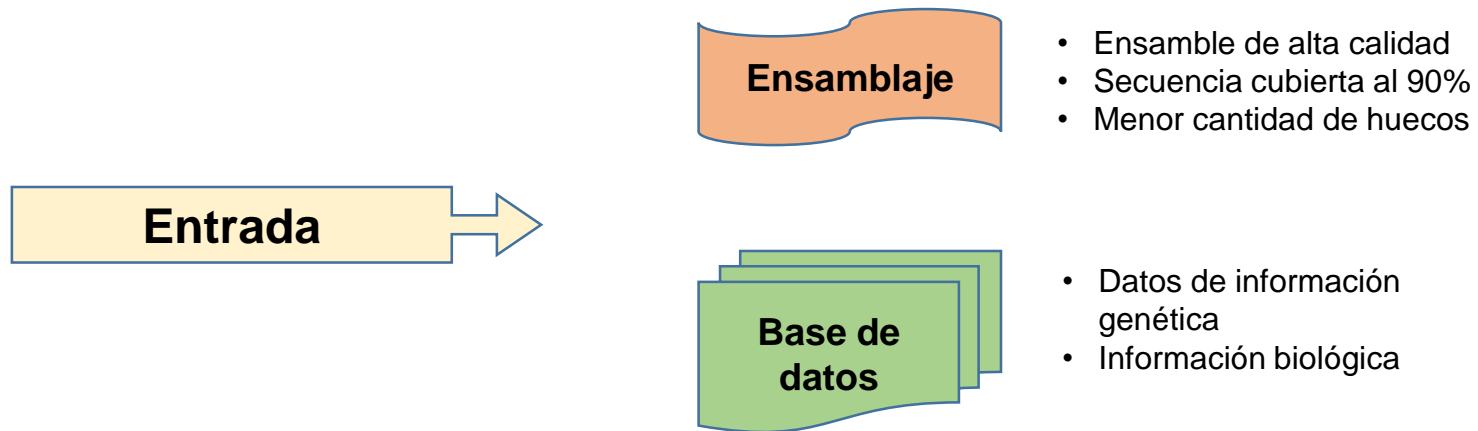 Ensamblaje
• Ensamble de alta calidad
• Secuencia cubierta al 90%
• Menor cantidad de huecos
Entrada
Base de
datos
• Datos de información
genética
• Información biológica